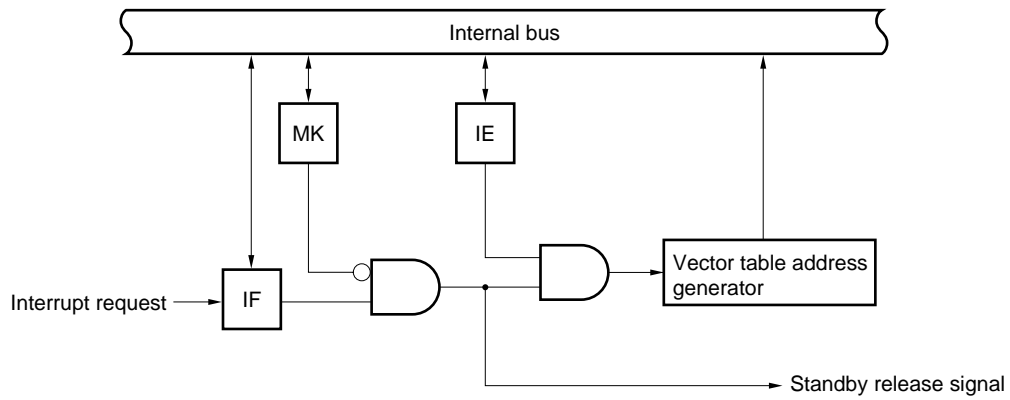 Internal bus
MK
IE
Vector table address
generator
Interrupt request
IF
Standby release signal